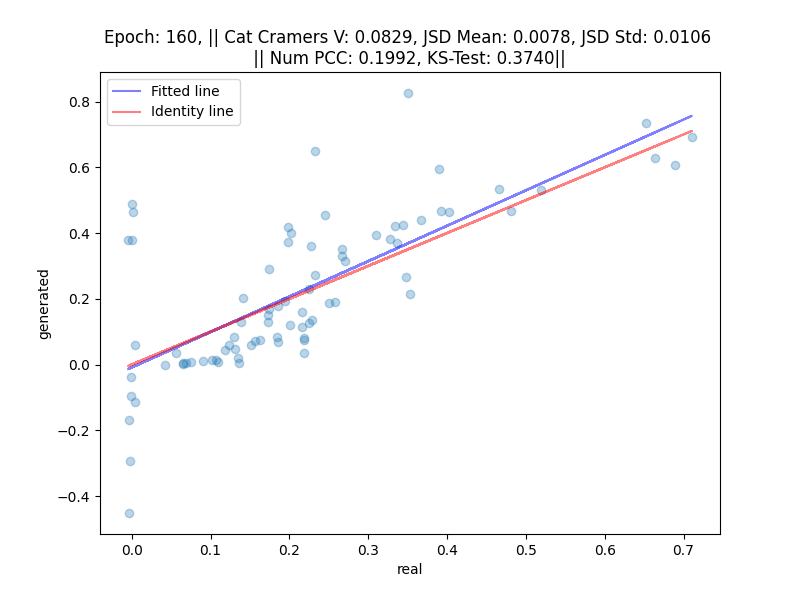 Epoch: 160, || Cat Cramers V: 0.0829, JSD Mean: 0.0078, JSD Std: 0.0106
|| Num PCC: 0.1992, KS-Test: 0.3740||
Fitted line
Identity line
0.8
0.6
0.4
0.2
0.0
−0.2
−0.4
generated
0.0 0.1 0.2 0.3 0.4 0.5 0.6 0.7
real